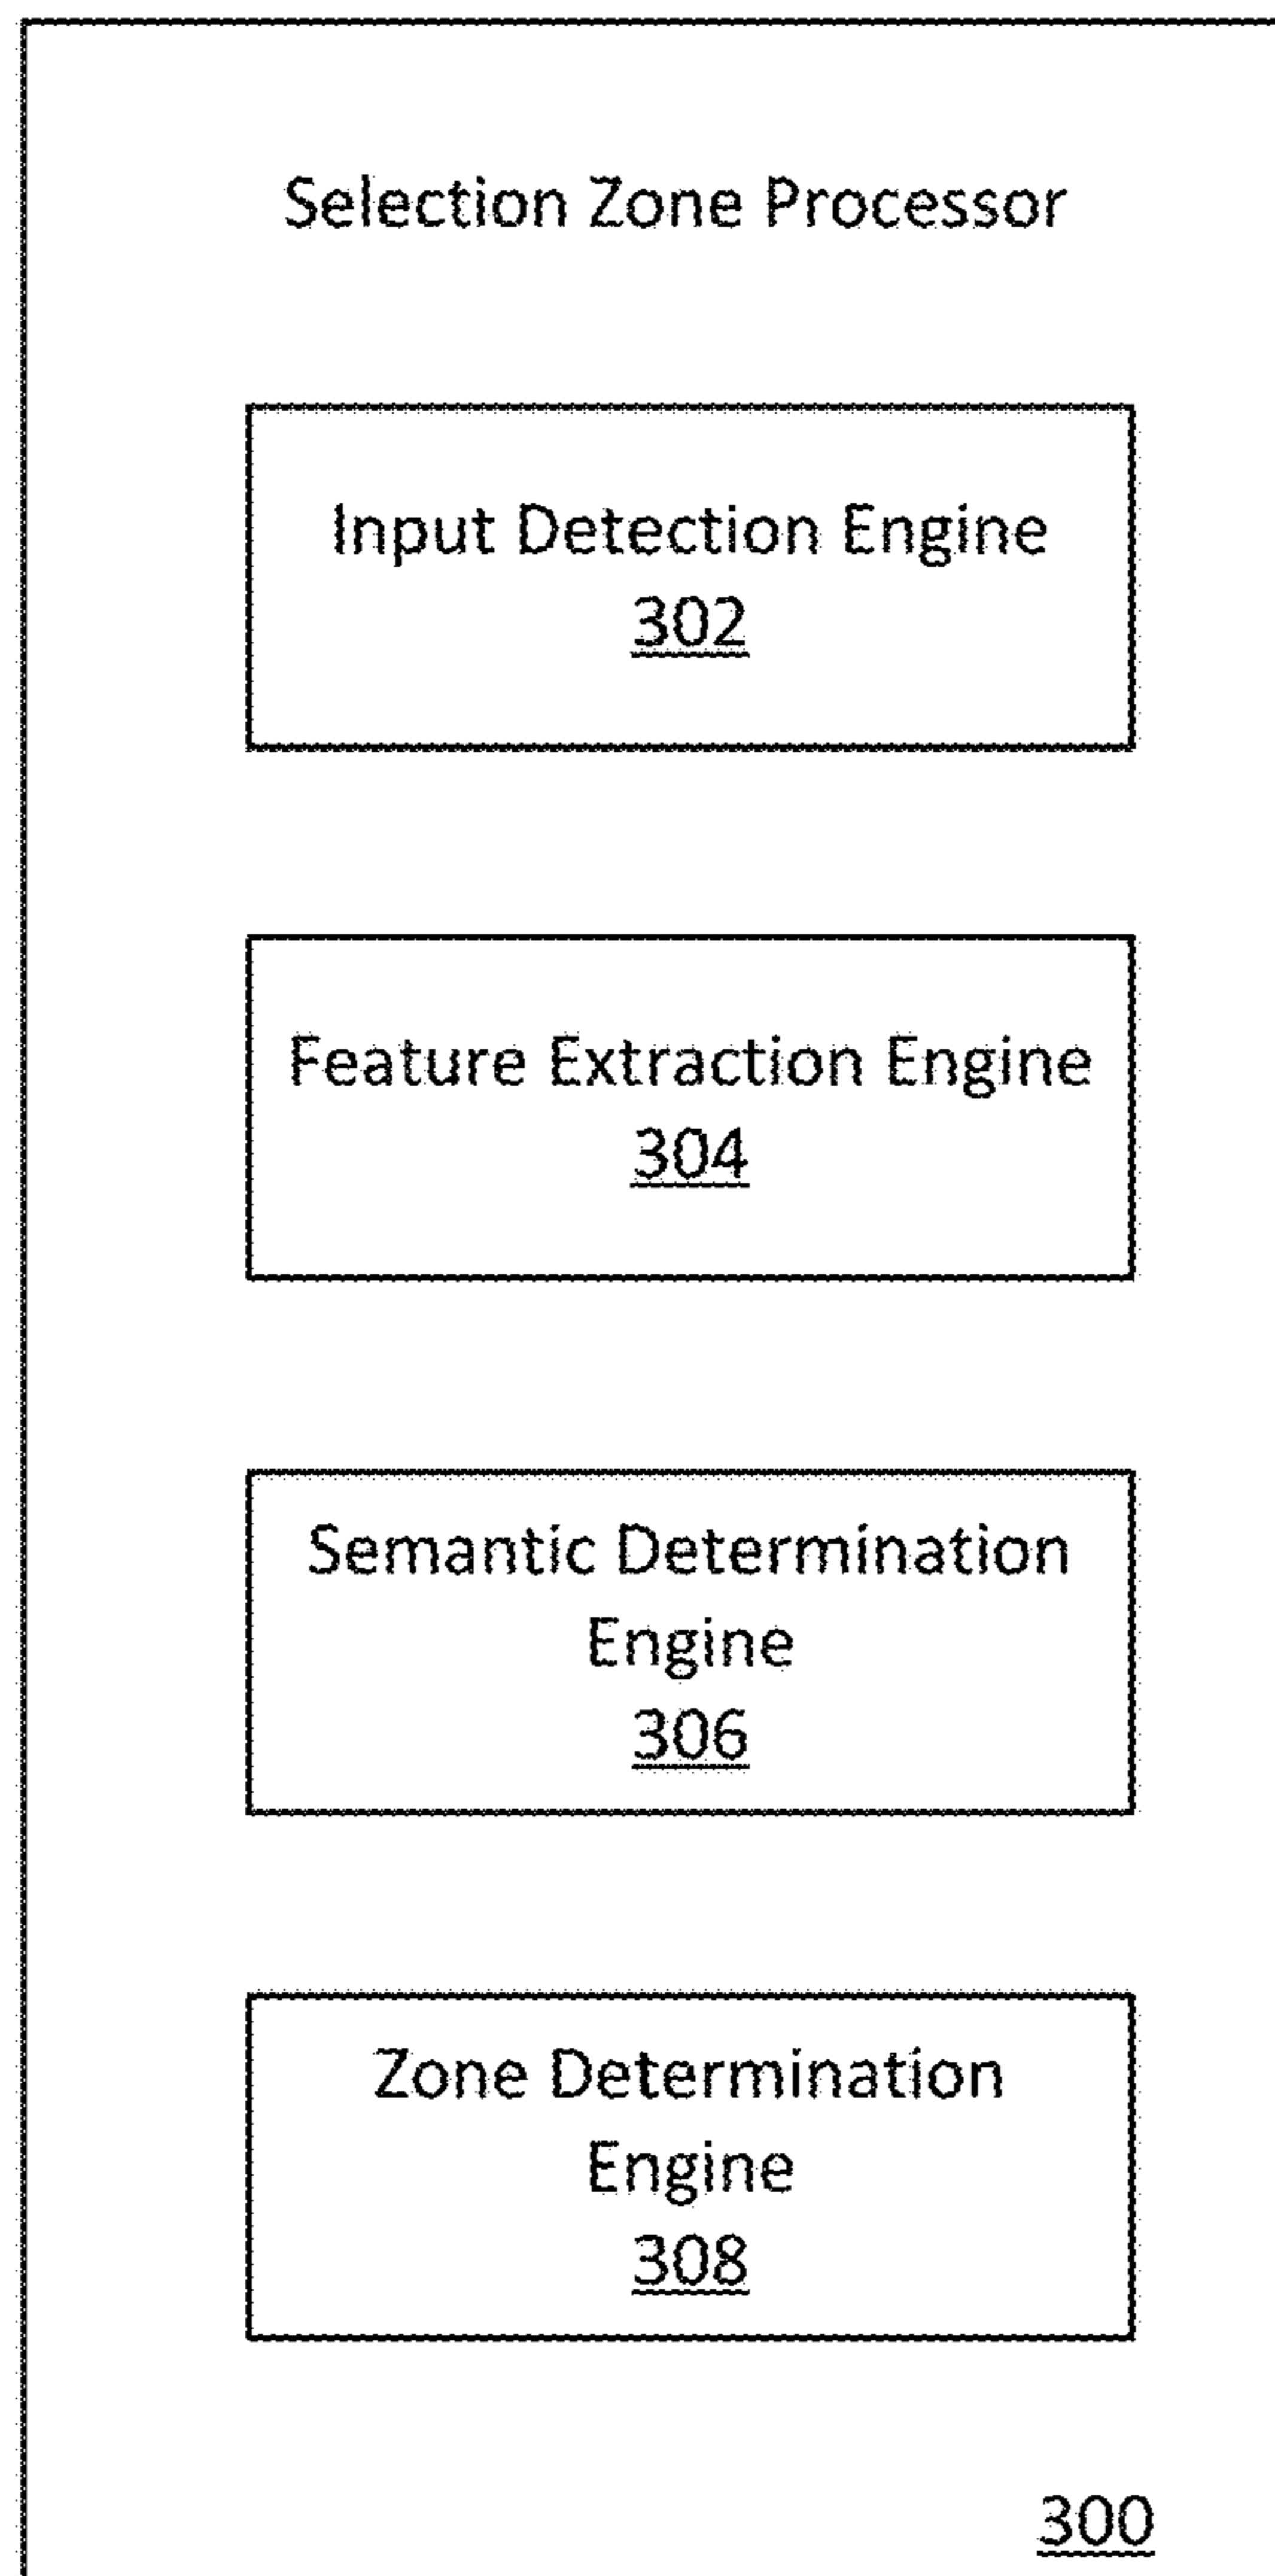 Selection Zone Processor
Input Detection Engine
302
Feature Extraction Engine
304
Semantic Determination
Engine
306
Zone Determination
Engine
308
300